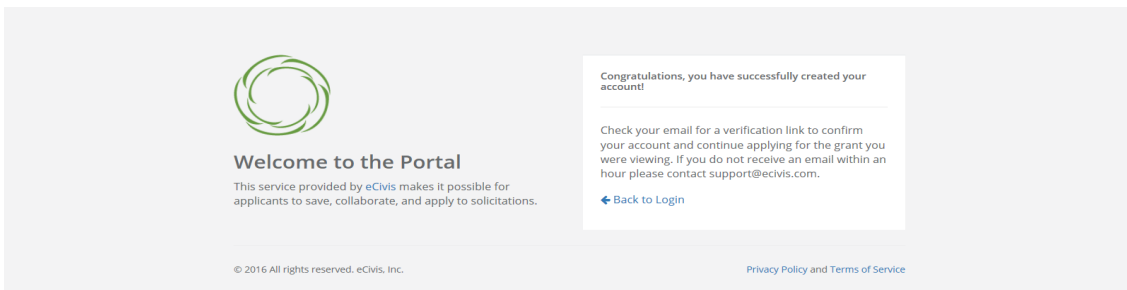 Welcome to the Portal
This service provided by eCivis makes it possible for
applicants to save, collaborate, and apply to solicitations.
Congratulations, you have successfully created your
account!
Check your email for a verification link to confirm
your account and continue applying for the grant you
were viewing. If you do not receive an email within an
hour please contact support@ecivis.com.
Back to Login
© 2016 All rights reserved. eCivis, Inc.
Privacy Policy and Terms of Service